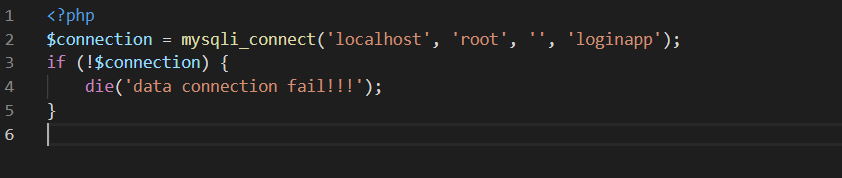 1 <?php
2 $connection = mysqli_connect('localhost', 'root', '', 'loginapp');
3 if (!$connection) {
4     die('data connection fail!!!');
5 }
6